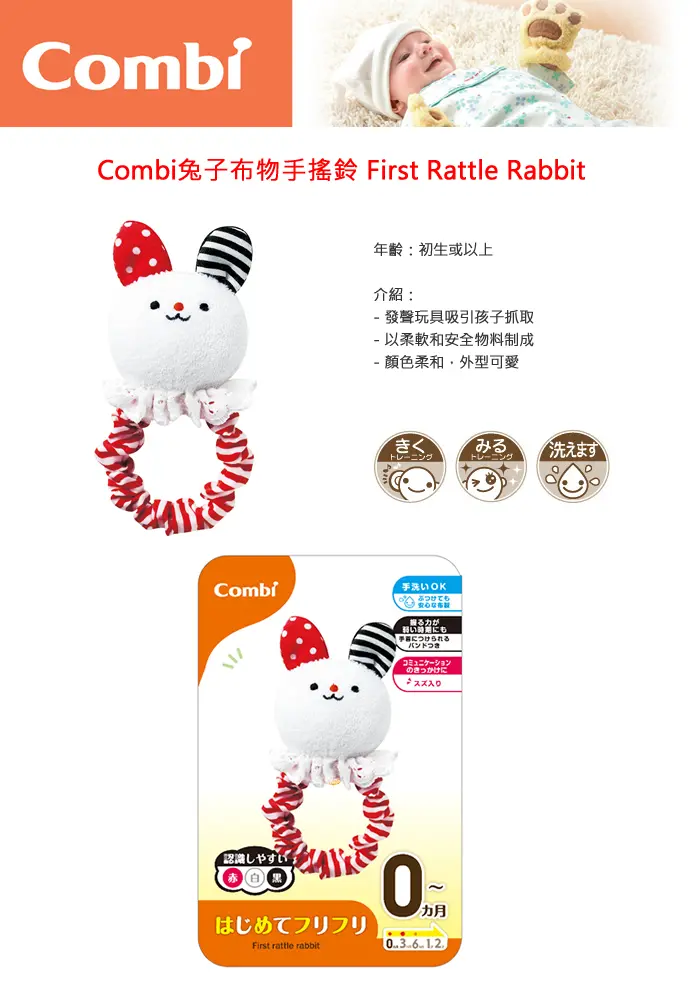 Combi
Combi兔子布物手搖鈴 First Rattle Rabbit
年齡：初生或以上
介紹：
- 發聲玩具吸引孩子抓取
- 以柔軟和安全物料制成
- 顏色柔和，外型可愛
きく
トレーニング
みる
トレーニング
洗えます
Combi
手洗いOK
ぶつけても
安心な布製
握る力が
弱い時期にも
手首につけられる
バンドつき
コミュニケーション
のきっかけに
スズ入り
認識しやすい
赤 白 黒
0～
カ月
はじめてフリフリ
First rattle rabbit
0 3 6 1 2